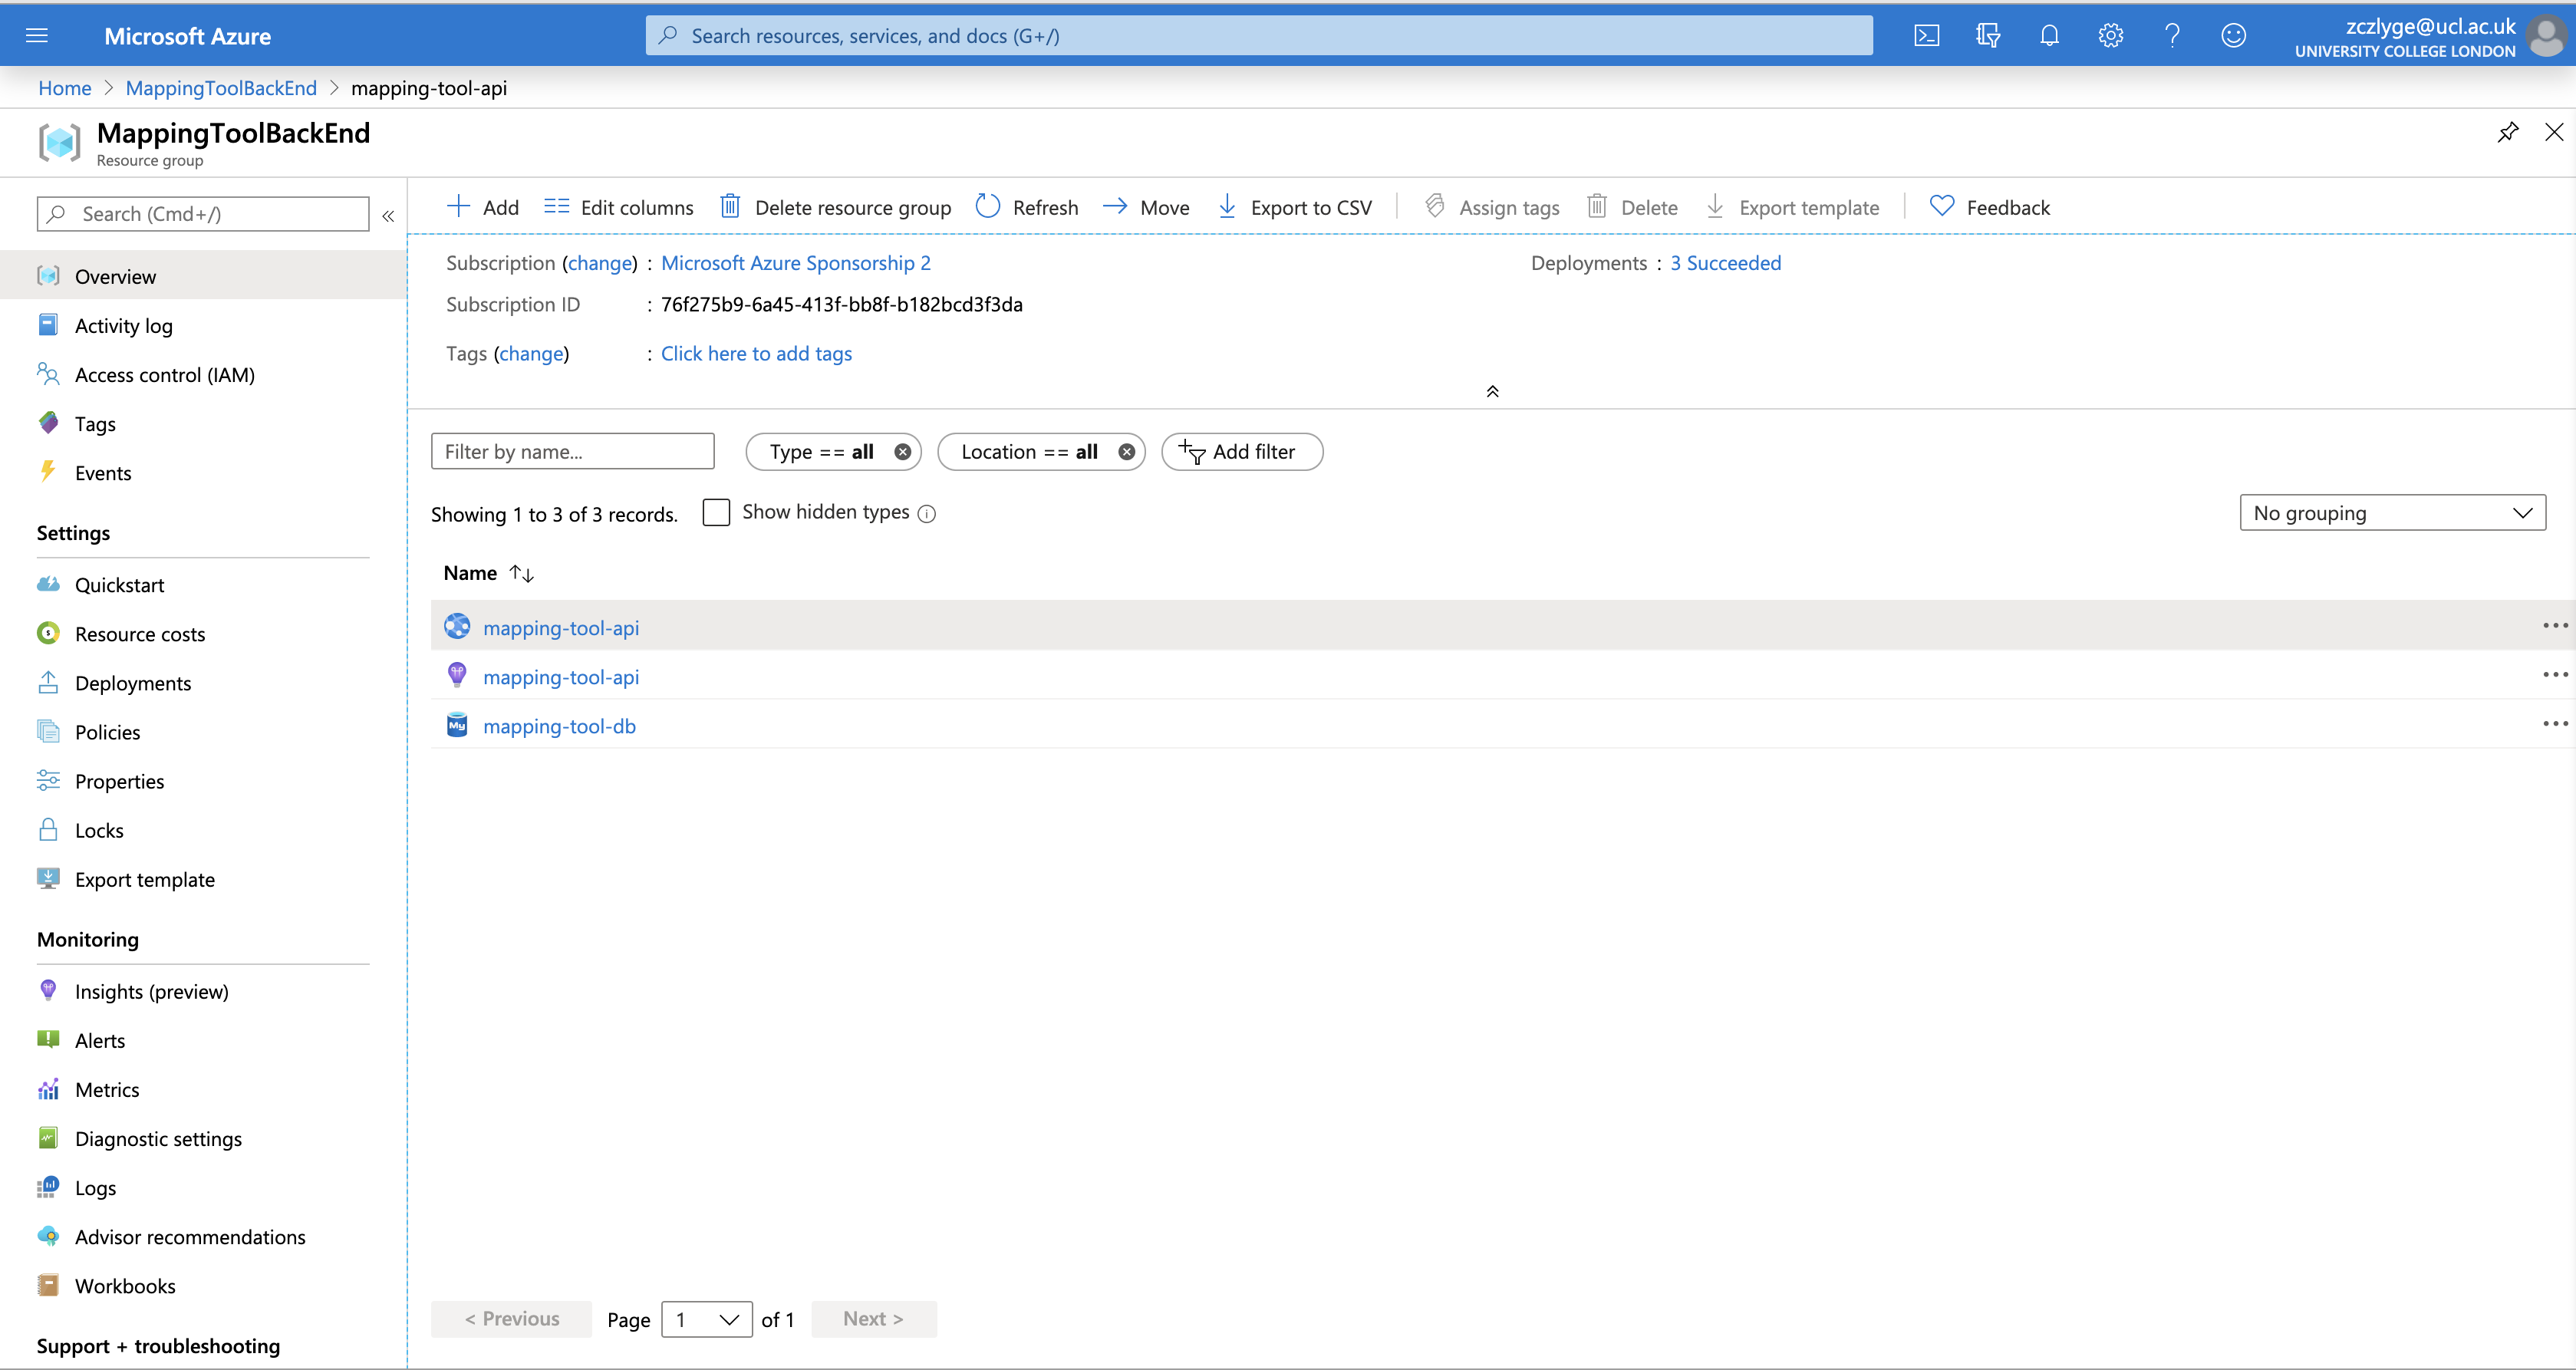 Microsoft Azure
Search resources, services, and docs (G+/)
zczlyge@ucl.ac.uk
UNIVERSITY COLLEGE LONDON
Home > MappingToolBackEnd > mapping-tool-api
MappingToolBackEnd
Resource group
Search (Cmd+/)
«
Overview
Activity log
Access control (IAM)
Tags
Events
Settings
Quickstart
Resource costs
Deployments
Policies
Properties
Locks
Export template
Monitoring
Insights (preview)
Alerts
Metrics
Diagnostic settings
Logs
Advisor recommendations
Workbooks
Support + troubleshooting
Add Edit columns Delete resource group Refresh Move Export to CSV Assign tags Delete Export template Feedback
Subscription (change) : Microsoft Azure Sponsorship 2
Deployments : 3 Succeeded
Subscription ID : 76f275b9-6a45-413f-bb8f-b182bcd3f3da
Tags (change) : Click here to add tags
Filter by name... Type == all Location == all Add filter
Showing 1 to 3 of 3 records. Show hidden types
No grouping
Name ↑↓
mapping-tool-api
mapping-tool-api
My mapping-tool-db
< Previous Page 1 of 1 Next >